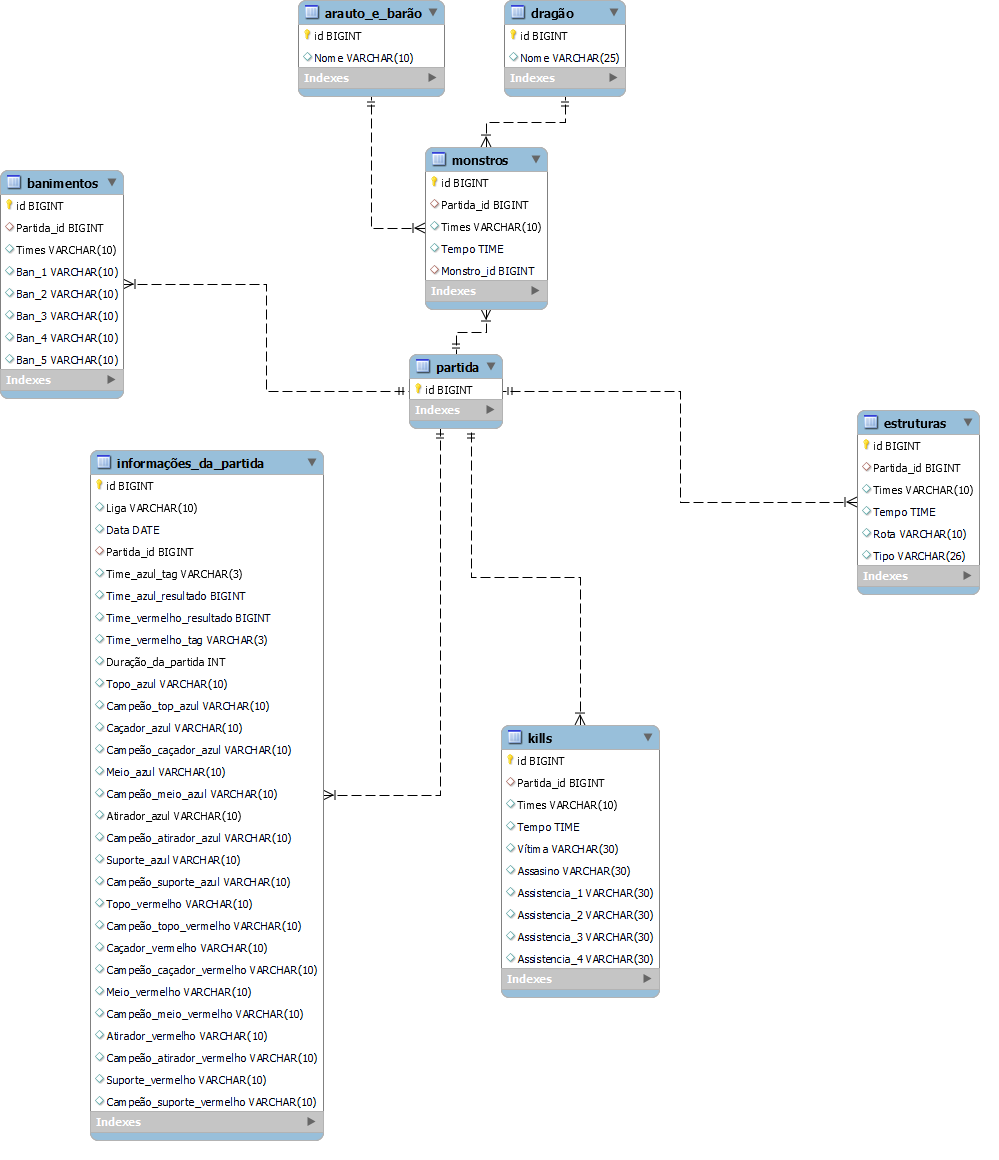 arauto_e_barão
id BIGINT
Nome VARCHAR(10)
Indexes
dragão
id BIGINT
Nome VARCHAR(25)
Indexes
monstros
id BIGINT
Partida_id BIGINT
Times VARCHAR(10)
Tempo TIME
Monstro_id BIGINT
Indexes
banimentos
id BIGINT
Partida_id BIGINT
Times VARCHAR(10)
Ban_1 VARCHAR(10)
Ban_2 VARCHAR(10)
Ban_3 VARCHAR(10)
Ban_4 VARCHAR(10)
Ban_5 VARCHAR(10)
Indexes
partida
id BIGINT
Indexes
estruturas
id BIGINT
Partida_id BIGINT
Times VARCHAR(10)
Tempo TIME
Rota VARCHAR(10)
Tipo VARCHAR(26)
Indexes
informações_da_partida
id BIGINT
Liga VARCHAR(10)
Data DATE
Partida_id BIGINT
Time_azul_tag VARCHAR(3)
Time_azul_resultado BIGINT
Time_vermelho_resultado BIGINT
Time_vermelho_tag VARCHAR(3)
Duração_da_partida INT
Topo_azul VARCHAR(10)
Campeão_top_azul VARCHAR(10)
Caçador_azul VARCHAR(10)
Campeão_caçador_azul VARCHAR(10)
Meio_azul VARCHAR(10)
Campeão_meio_azul VARCHAR(10)
Atirador_azul VARCHAR(10)
Campeão_atirador_azul VARCHAR(10)
Suporte_azul VARCHAR(10)
Campeão_suporte_azul VARCHAR(10)
Topo_vermelho VARCHAR(10)
Campeão_topo_vermelho VARCHAR(10)
Caçador_vermelho VARCHAR(10)
Campeão_caçador_vermelho VARCHAR(10)
Meio_vermelho VARCHAR(10)
Campeão_meio_vermelho VARCHAR(10)
Atirador_vermelho VARCHAR(10)
Campeão_atirador_vermelho VARCHAR(10)
Suporte_vermelho VARCHAR(10)
Campeão_suporte_vermelho VARCHAR(10)
Indexes
kills
id BIGINT
Partida_id BIGINT
Times VARCHAR(10)
Tempo TIME
Vítima VARCHAR(30)
Assasino VARCHAR(30)
Assistencia_1 VARCHAR(30)
Assistencia_2 VARCHAR(30)
Assistencia_3 VARCHAR(30)
Assistencia_4 VARCHAR(30)
Indexes